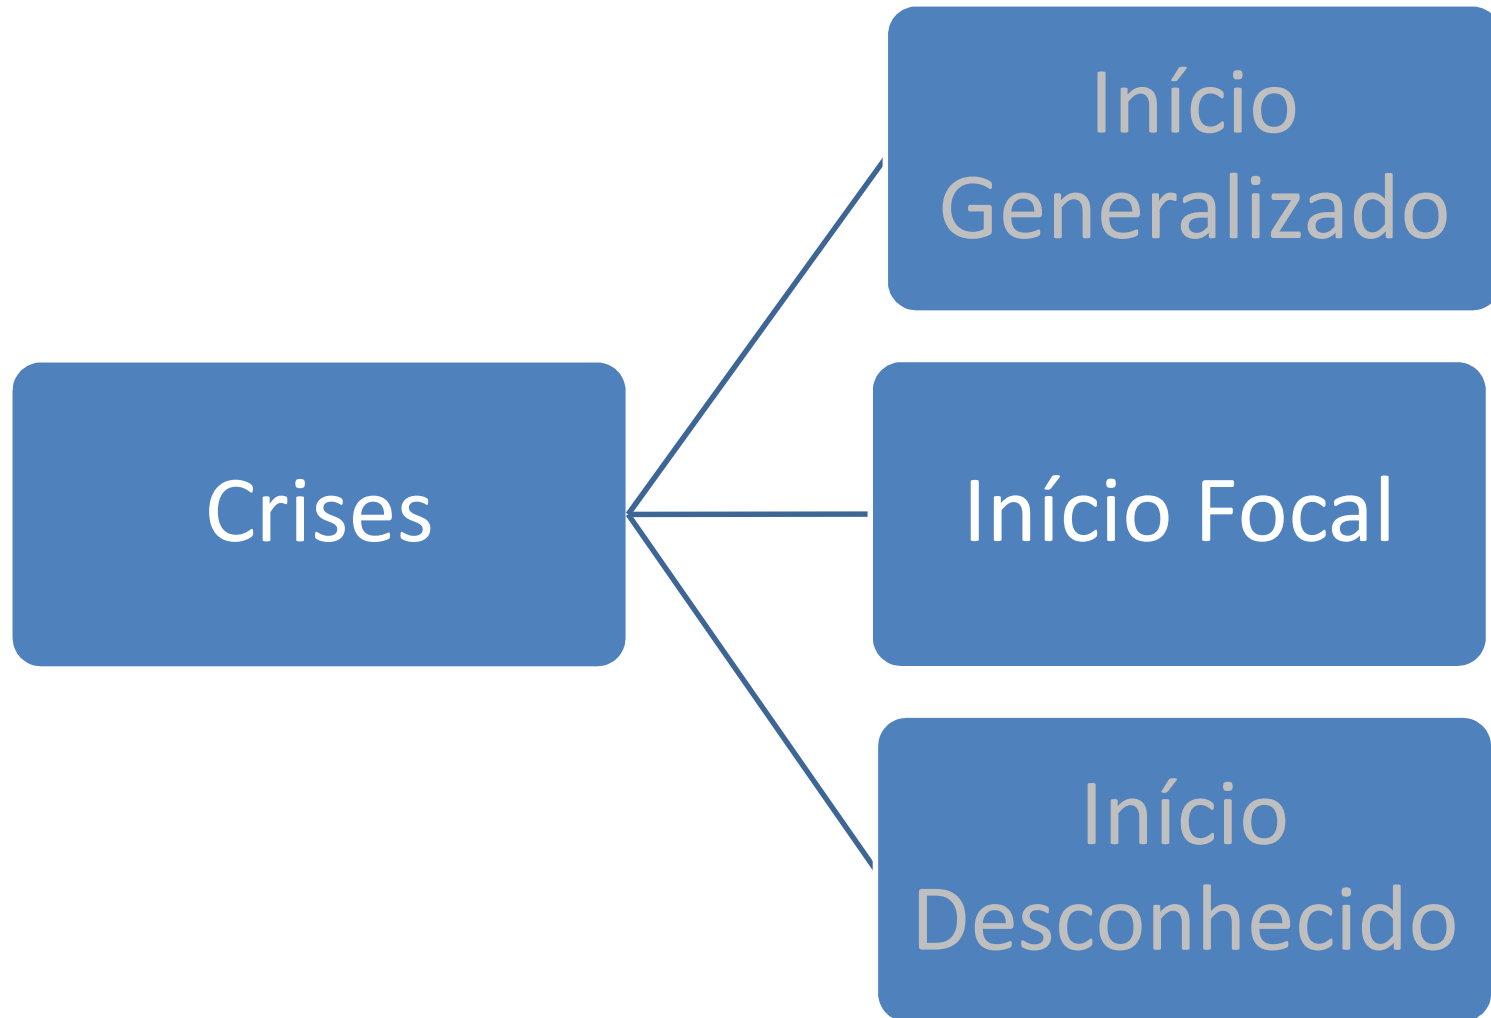 Início
Generalizado
Crises
Início Focal
Início
Desconhecido